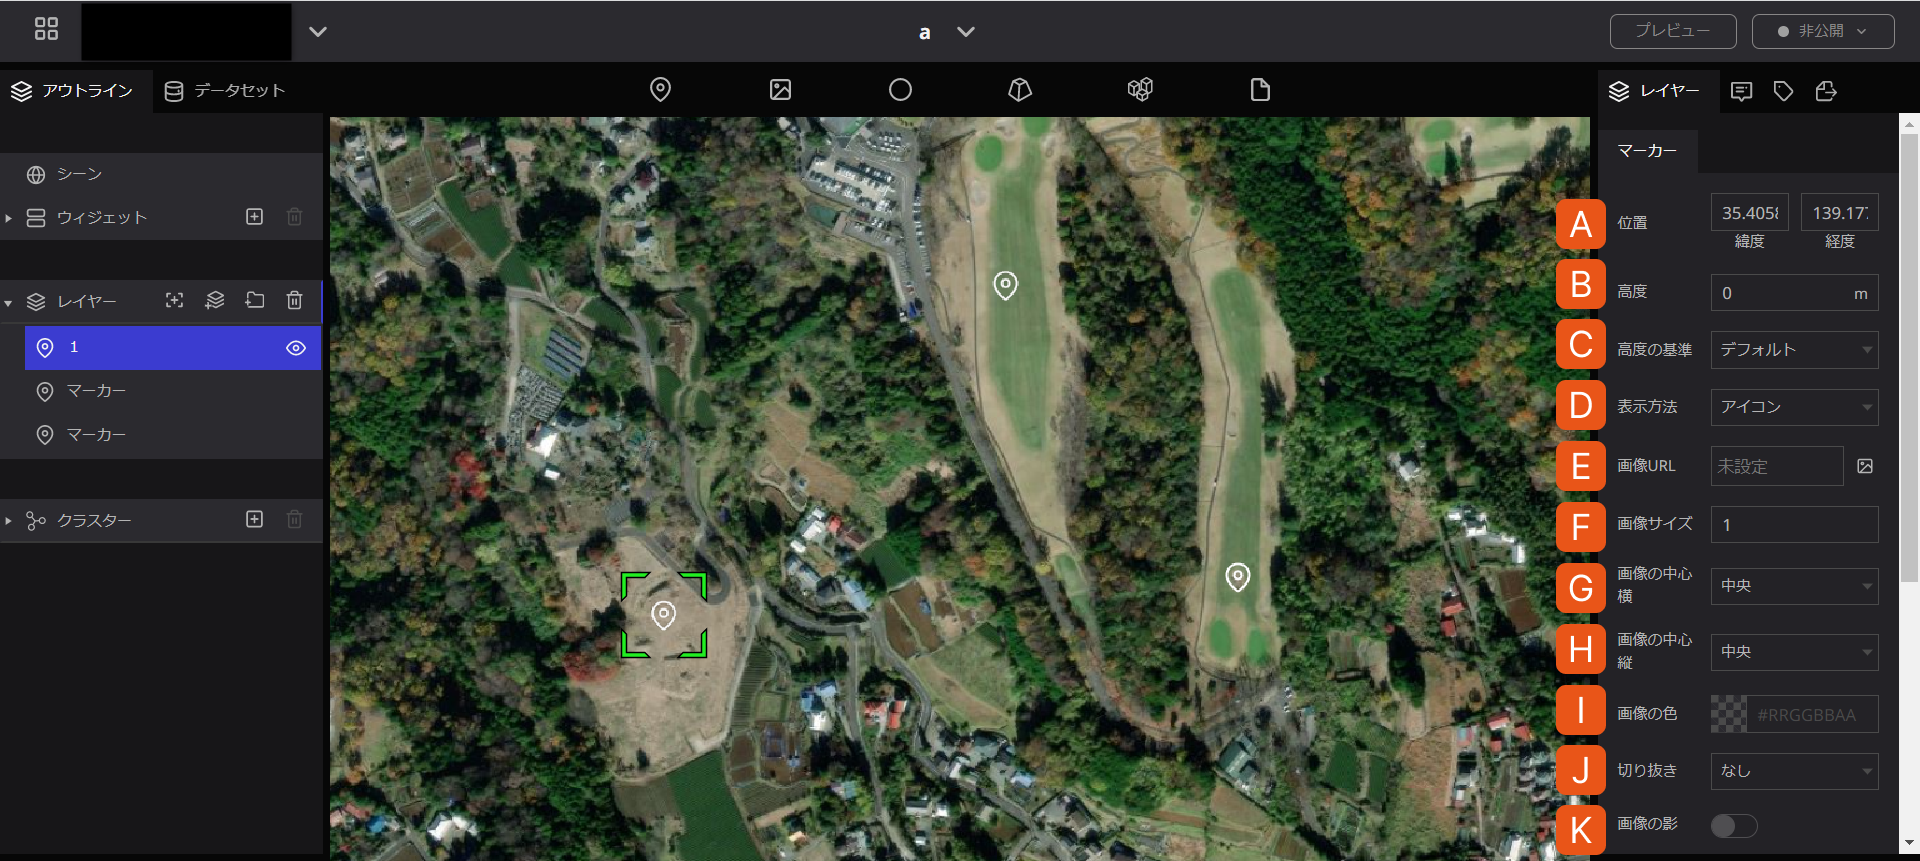 a
プレビュー
非公開
アウトライン
データセット
レイヤー
シーン
ウィジェット
レイヤー
1
マーカー
マーカー
クラスター
マーカー
A 位置 35.405 139.17
緯度 経度
B 高度 0 m
C 高度の基準 デフォルト
D 表示方法 アイコン
E 画像URL 未設定
F 画像サイズ 1
G 画像の中心
横 中央
H 画像の中心
縦 中央
I 画像の色 #RRGGBBAA
J 切り抜き なし
K 画像の影